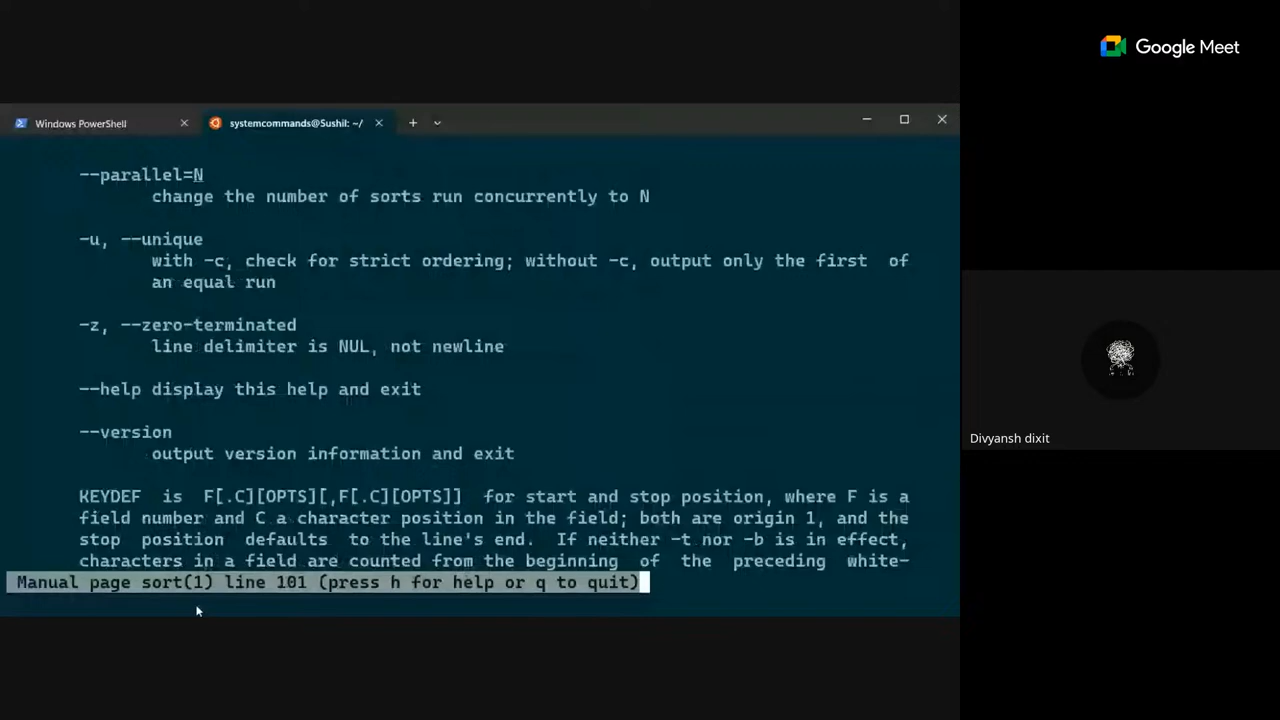 Google Meet
Windows PowerShell
systemcommands@Sushil: ~/
--parallel=N
change the number of sorts run concurrently to N
-u, --unique
with -c, check for strict ordering; without -c, output only the first of
an equal run
-z, --zero-terminated
line delimiter is NUL, not newline
--help display this help and exit
--version
output version information and exit
KEYDEF is F[.C][OPTS][,F[.C][OPTS]] for start and stop position, where F is a
field number and C a character position in the field; both are origin 1, and the
stop position defaults to the line's end. If neither -t nor -b is in effect,
characters in a field are counted from the beginning of the preceding white-
Manual page sort(1) line 101 (press h for help or q to quit)
Divyansh dixit